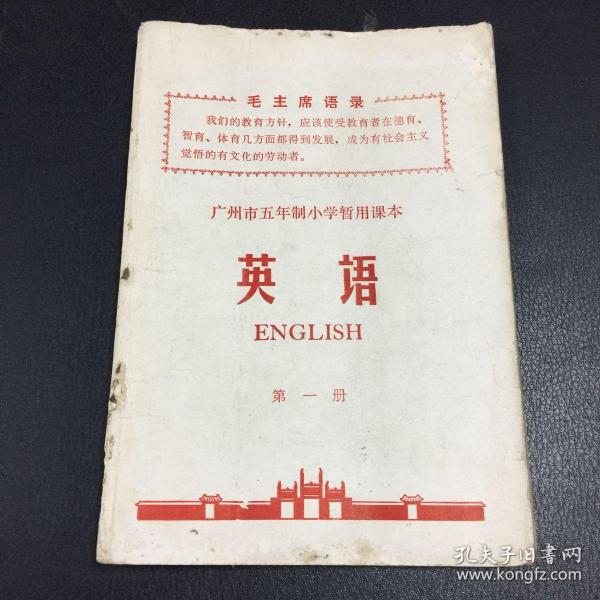 毛主席语录
我们的教育方针，应该使受教育者在德育、
智育、体育几方面都得到发展，成为有社会主义
觉悟的有文化的劳动者。
广州市五年制小学暂用课本
英语
ENGLISH
第一册
孔夫子旧书网
www.kongfz.com